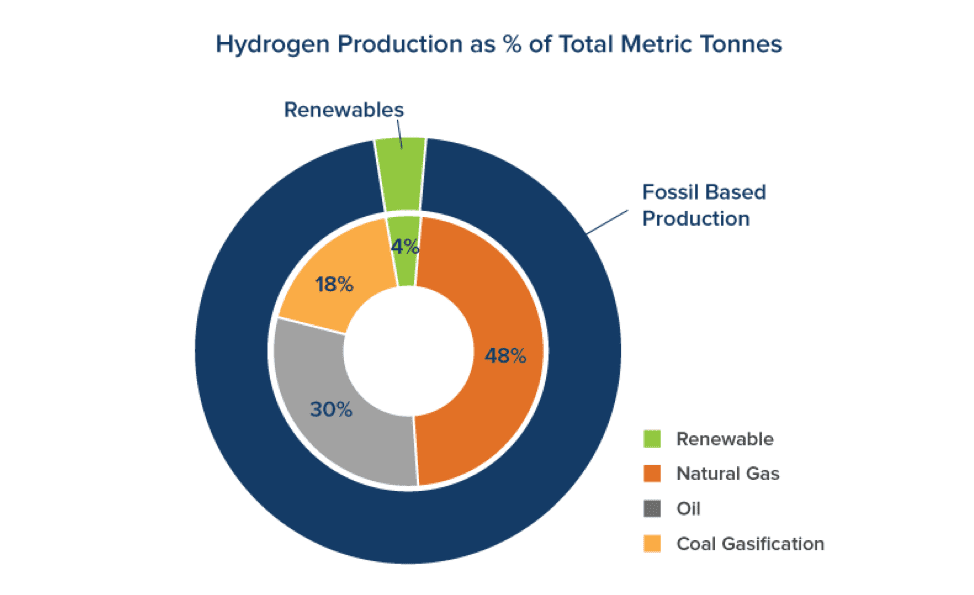 Hydrogen Production as % of Total Metric Tonnes
Renewables
Fossil Based
Production
4%
18%
48%
30%
Renewable
Natural Gas
Oil
Coal Gasification